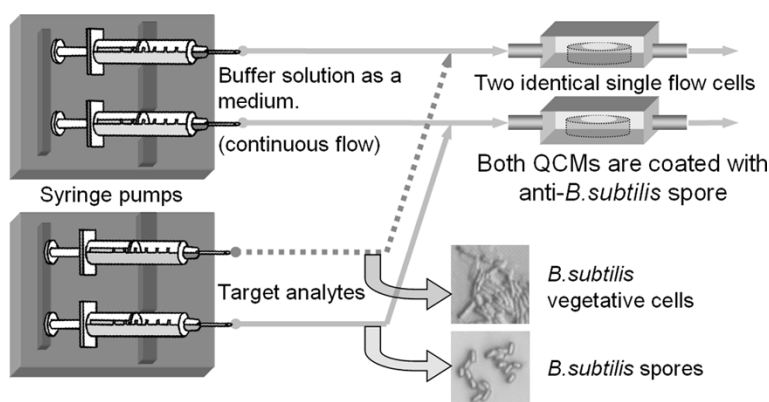 Buffer solution as a
medium.
(continuous flow)
Two identical single flow cells
Both QCMs are coated with
anti-B.subtilis spore
Syringe pumps
Target analytes
B.subtilis
vegetative cells
B.subtilis spores